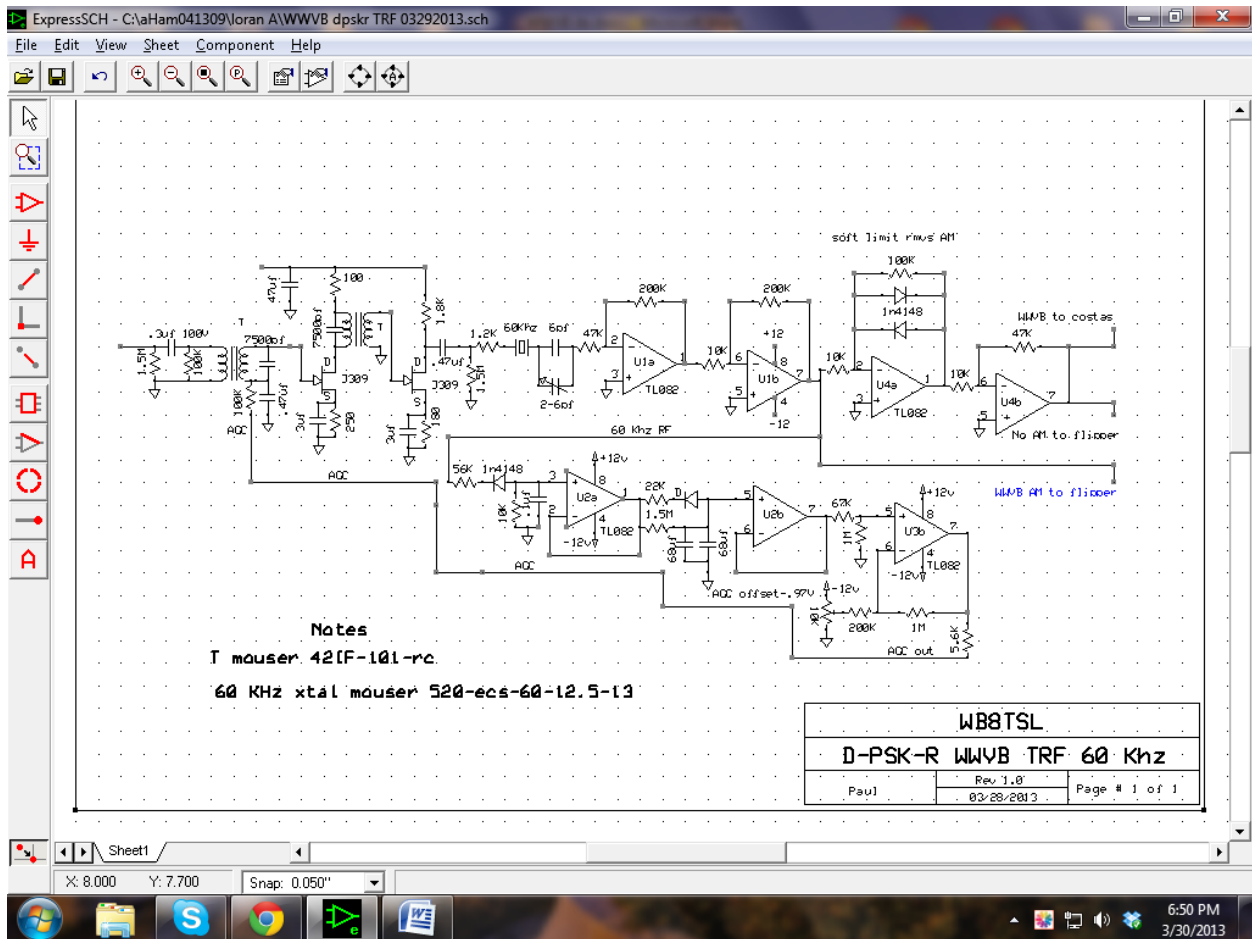 ExpressSCH - C:\aHam041309\loran A\WWVB dpskr TRF 03292013.sch
File Edit View Sheet Component Help
soft limit rmvs AM
100K
1n4148
WWVB to costas
47K
.47uf
100
200K
200K
1.8K
+12
.3uf 100V
T
7500pf
7500pf
T
1.2K
60Khz
6pf
47K
2
U1a
1
3
TL082
10K
6
8
U1b
7
5
4
-12
10K
2
U4a
1
3
TL082
10K
6
U4b
7
5
1.5M
100K
D
J309
S
D
J309
S
.47uf
1.5M
2-6pf
100K
.47uf
3uf
250
3uf
180
AGC
60 Khz RF
No AM to flipper
AGC
WWVB AM to flipper
56K
1n4148
+12v
3
8
U2a
1
2
4
TL082
-12v
10K
.1uf
22K
D
1.5M
68uf
68uf
5
U2b
7
6
67K
1M
+12v
5
8
U3b
7
6
4
TL082
-12v
AGC
AGC offset-.97V
-12v
10K
200K
1M
5.6K
AGC out
Notes
T mouser 42IF-101-rc
60 KHz xtal mouser 520-ecs-60-12.5-13
WB8TSL
D-PSK-R WWVB TRF 60 Khz
Paul
Rev 1.0
03/28/2013
Page # 1 of 1
Sheet1
X: 8.000 Y: 7.700 Snap: 0.050"
6:50 PM
3/30/2013